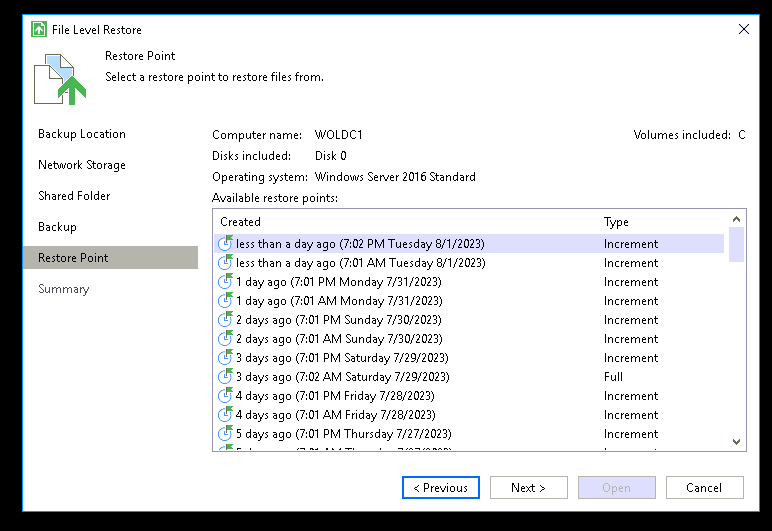 File Level Restore
Restore Point
Select a restore point to restore files from.
Backup Location
Network Storage
Shared Folder
Backup
Restore Point
Summary
Computer name: WOLDC1 Volumes included: C
Disks included: Disk 0
Operating system: Windows Server 2016 Standard
Available restore points:
Created Type
less than a day ago (7:02 PM Tuesday 8/1/2023) Increment
less than a day ago (7:01 AM Tuesday 8/1/2023) Increment
1 day ago (7:01 PM Monday 7/31/2023) Increment
1 day ago (7:01 AM Monday 7/31/2023) Increment
2 days ago (7:01 PM Sunday 7/30/2023) Increment
2 days ago (7:01 AM Sunday 7/30/2023) Increment
3 days ago (7:01 PM Saturday 7/29/2023) Increment
3 days ago (7:02 AM Saturday 7/29/2023) Full
4 days ago (7:01 PM Friday 7/28/2023) Increment
4 days ago (7:01 AM Friday 7/28/2023) Increment
5 days ago (7:01 PM Thursday 7/27/2023) Increment
< Previous Next > Open Cancel